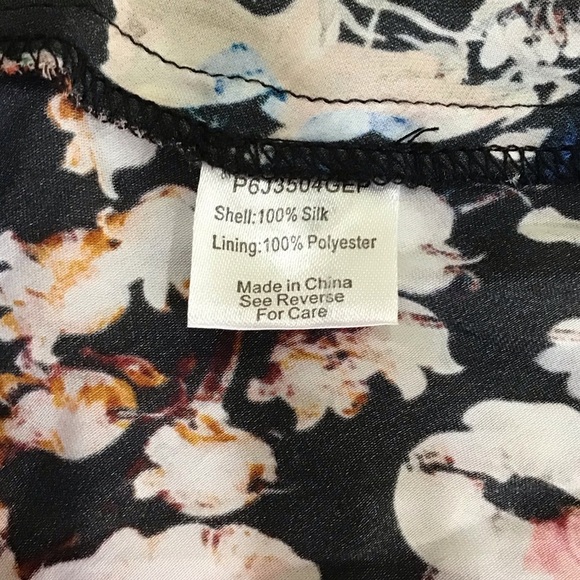 P6J3504GEP
Shell:100% Silk
Lining:100% Polyester
Made in China
See Reverse
For Care